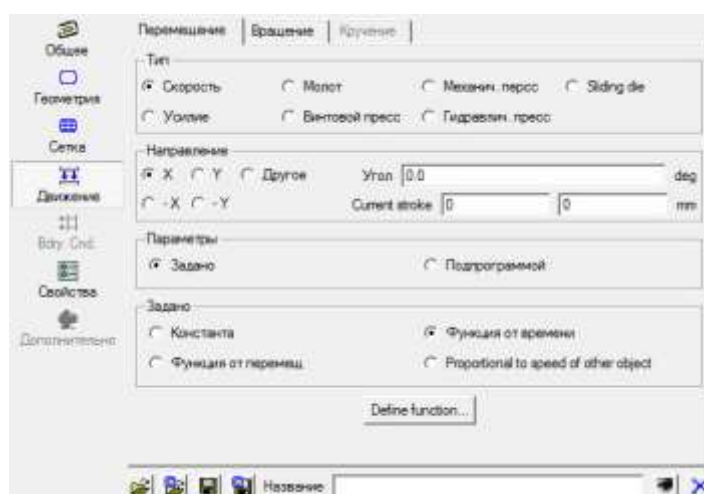 Общее
Геометрия
Сетка
Движение
Bdry. Cnd.
Свойства
Дополнительно
Перемещение Вращение Кручение
Тип
Скорость Молот Механич. персс Sliding die
Усилие Винтовой пресс Гидравлич. пресс
Направление
X Y Другое Угол 0.0 deg
-X -Y Current stroke 0 0 mm
Параметры
Задано Подпрограммой
Задано
Константа Функция от времени
Функция от перемещ. Proportional to speed of other object
Define function...
Название